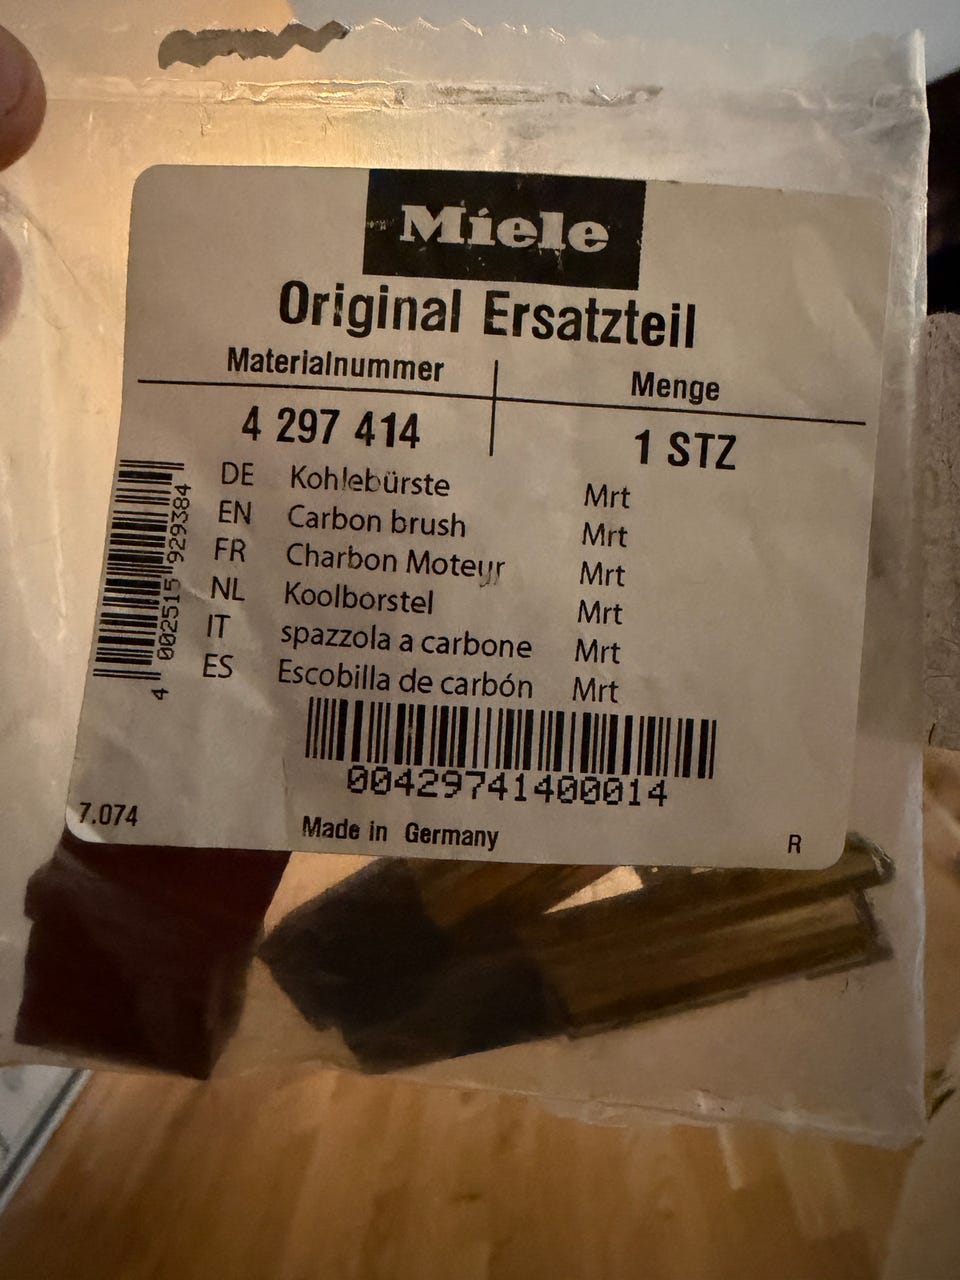 Miele
Original Ersatzteil
Materialnummer Menge
4 297 414 1 STZ
DE Kohlebürste Mrt
EN Carbon brush Mrt
FR Charbon Moteur Mrt
NL Koolborstel Mrt
IT spazzola a carbone Mrt
ES Escobilla de carbón Mrt
4 002515 929384
00429741400014
7.074 Made in Germany R